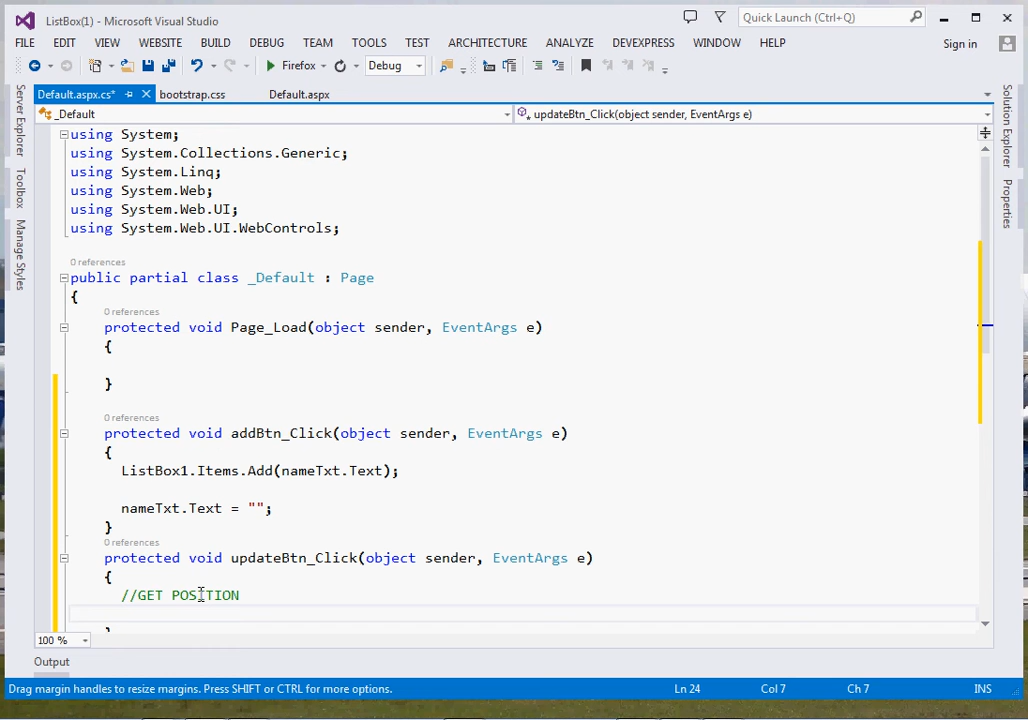 ListBox(1) - Microsoft Visual Studio
Quick Launch (Ctrl+Q)
FILE EDIT VIEW WEBSITE BUILD DEBUG TEAM TOOLS TEST ARCHITECTURE ANALYZE DEVEXPRESS WINDOW HELP Sign in
Firefox Debug
Default.aspx.cs* bootstrap.css Default.aspx
_Default updateBtn_Click(object sender, EventArgs e)
Server Explorer
Toolbox
Manage Styles
Solution Explorer
Properties
using System;
using System.Collections.Generic;
using System.Linq;
using System.Web;
using System.Web.UI;
using System.Web.UI.WebControls;
0 references
public partial class _Default : Page
{
0 references
protected void Page_Load(object sender, EventArgs e)
{
}
0 references
protected void addBtn_Click(object sender, EventArgs e)
{
ListBox1.Items.Add(nameTxt.Text);
nameTxt.Text = "";
}
0 references
protected void updateBtn_Click(object sender, EventArgs e)
{
//GET POSITION
}
100 %
Output
Drag margin handles to resize margins. Press SHIFT or CTRL for more options. Ln 24 Col 7 Ch 7 INS